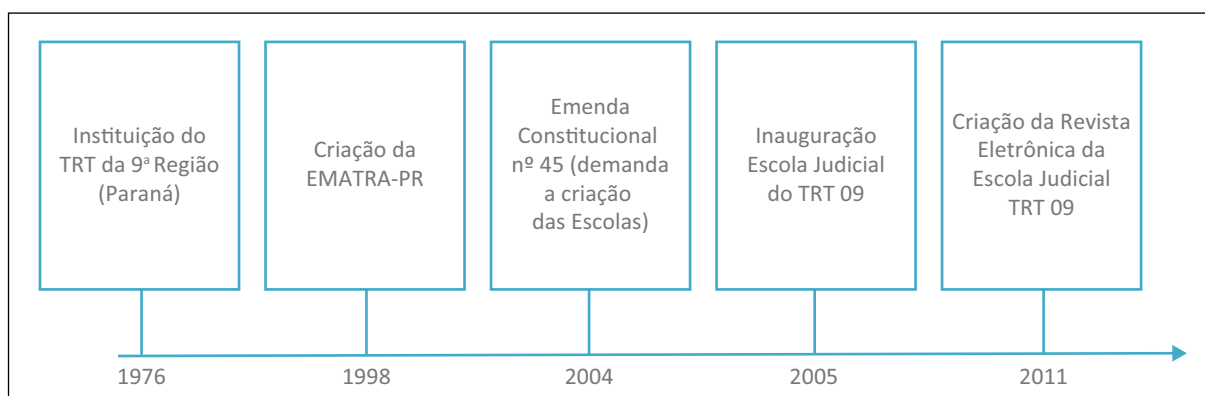 Instituição do
TRT da 9ª Região
(Paraná)
Criação da
EMATRA-PR
Emenda
Constitucional
nº 45 (demanda
a criação
das Escolas)
Inauguração
Escola Judicial
do TRT 09
Criação da Revista
Eletrônica da
Escola Judicial
TRT 09
1976
1998
2004
2005
2011